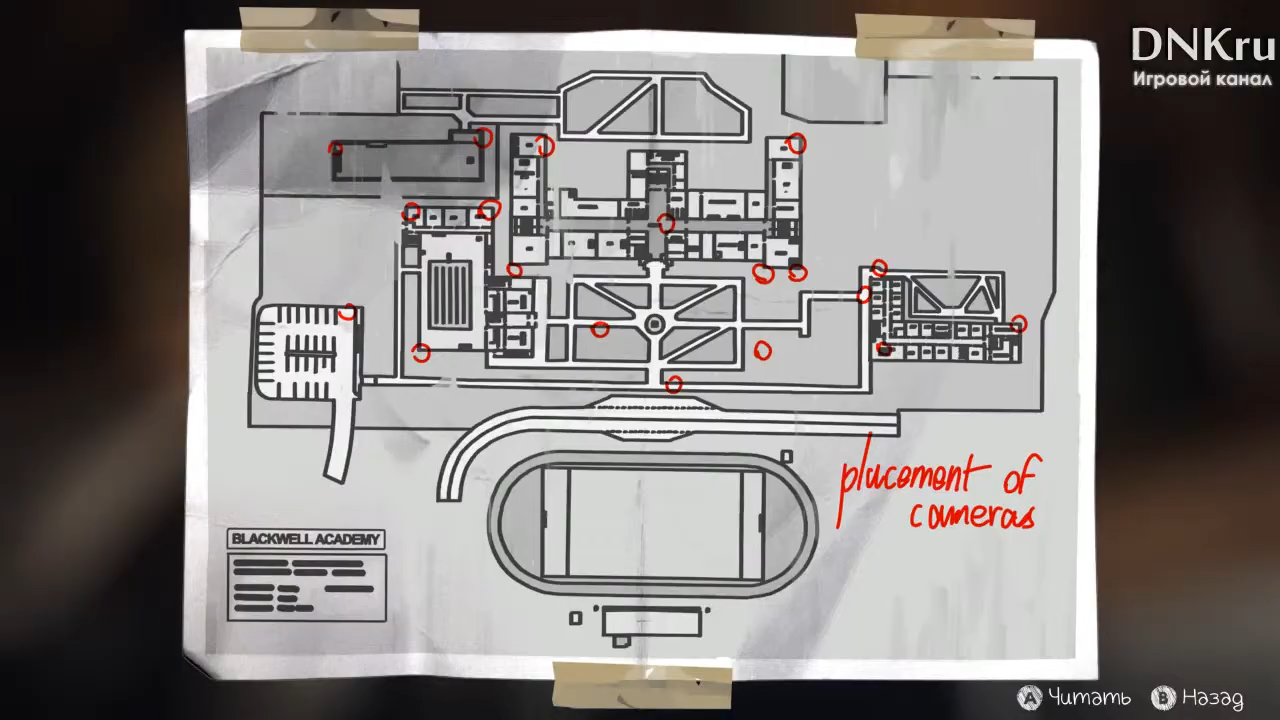 DNKru
Игровой канал
placement of
cameras
BLACKWELL ACADEMY
A Читать B Назад